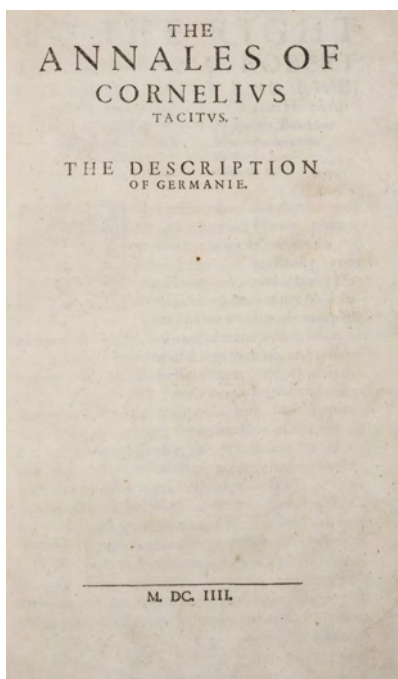 THE
ANNALES OF
CORNELIVS
TACITVS.
THE DESCRIPTION
OF GERMANIE.
M. DC. IIII.